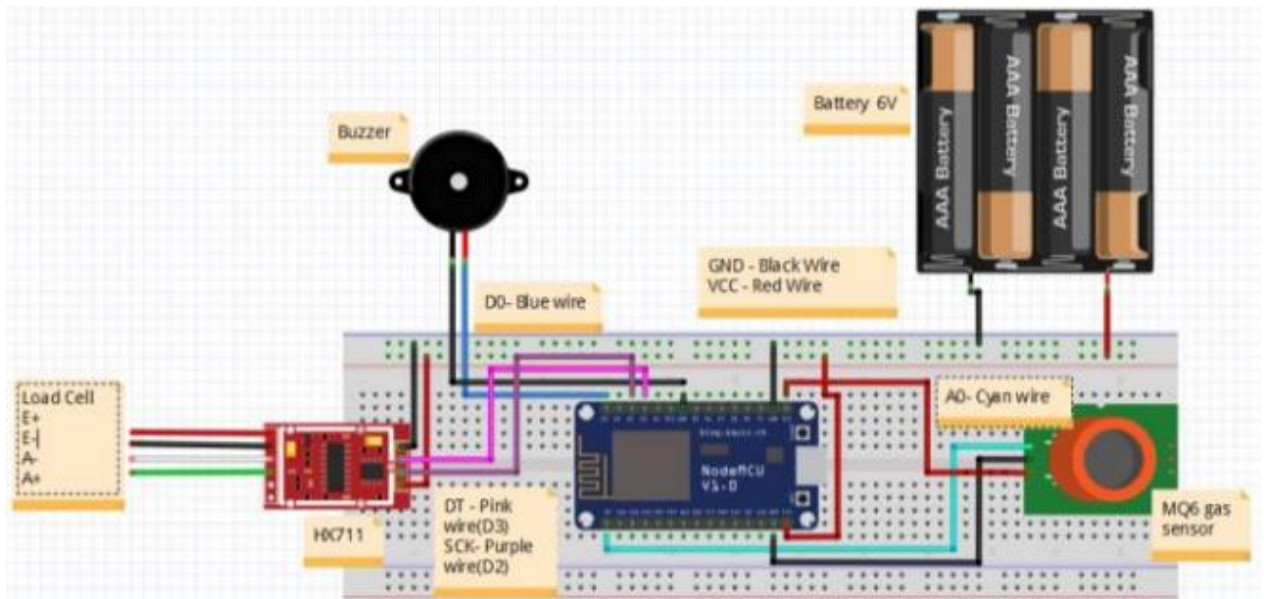 Battery 6V
AAA Battery
AAA Battery
AAA Battery
AAA Battery
Buzzer
GND - Black Wire
VCC - Red Wire
D0- Blue wire
Load Cell
E+
E-
A-
A+
A0- Cyan wire
NodeMCU
V1.0
HX711
DT - Pink
wire(D3)
SCK- Purple
wire(D2)
MQ6 gas
sensor